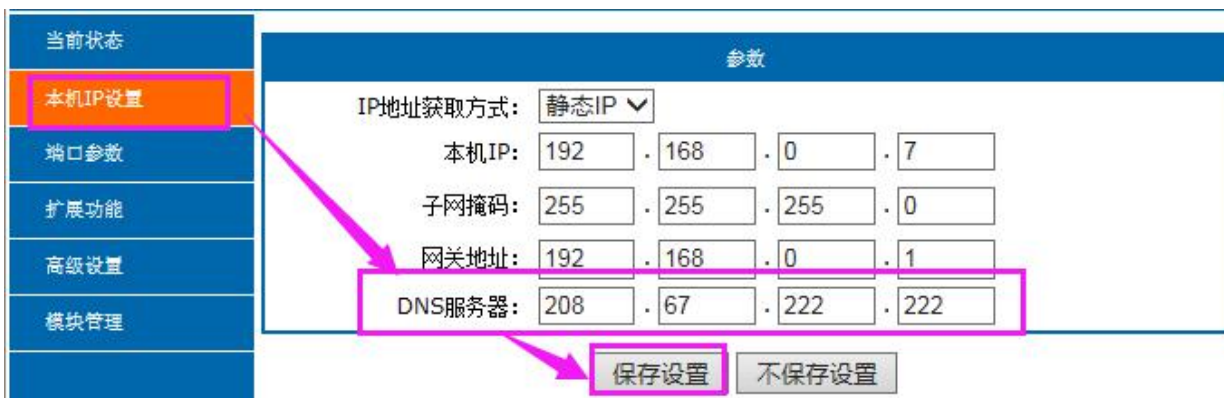 当前状态
本机IP设置
端口参数
扩展功能
高级设置
模块管理
参数
IP地址获取方式： 静态IP
本机IP： 192 . 168 . 0 . 7
子网掩码： 255 . 255 . 255 . 0
网关地址： 192 . 168 . 0 . 1
DNS服务器： 208 . 67 . 222 . 222
保存设置 不保存设置